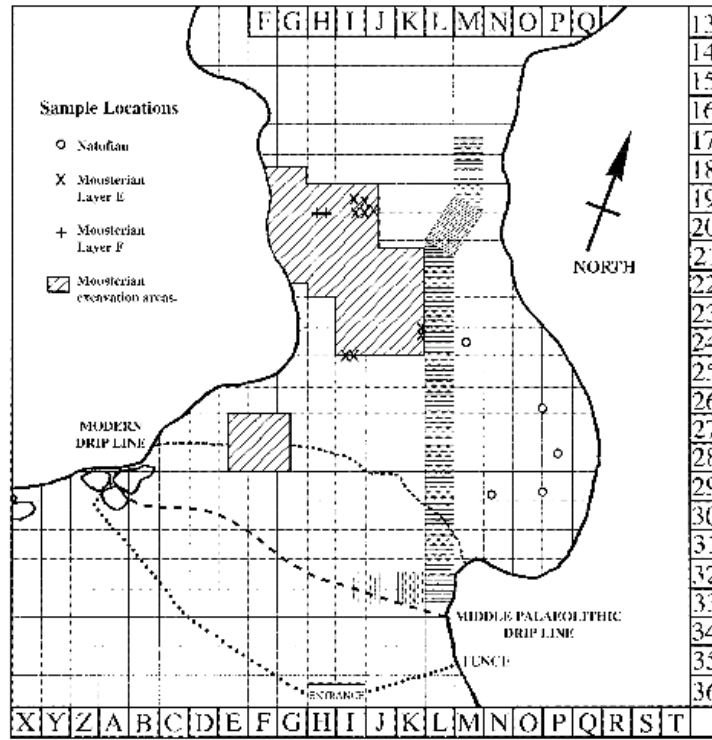 F G H I J K L M N O P Q
13
14
15
16
17
18
19
20
21
22
23
24
25
26
27
28
29
30
31
32
33
34
35
36
Sample Locations
Natufian
Mousterian
Layer E
Mousterian
Layer F
Mousterian
excavation areas
NORTH
MODERN
DRIP LINE
MIDDLE PALAEOLITHIC
DRIP LINE
FENCE
ENTRANCE
X Y Z A B C D E F G H I J K L M N O P Q R S T